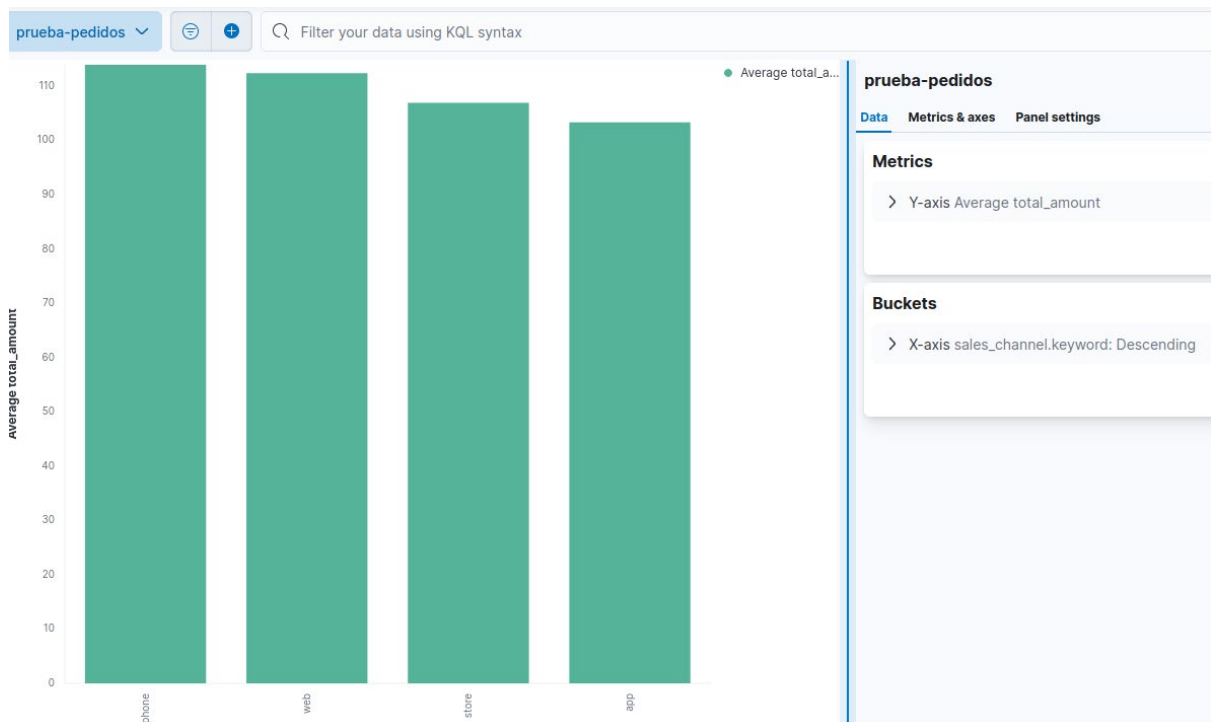 prueba-pedidos
Filter your data using KQL syntax
Average total_a...
110
100
90
80
70
60
50
40
30
20
10
0
Average total_amount
phone
web
store
app
prueba-pedidos
Data Metrics & axes Panel settings
Metrics
Y-axis Average total_amount
Buckets
X-axis sales_channel.keyword: Descending